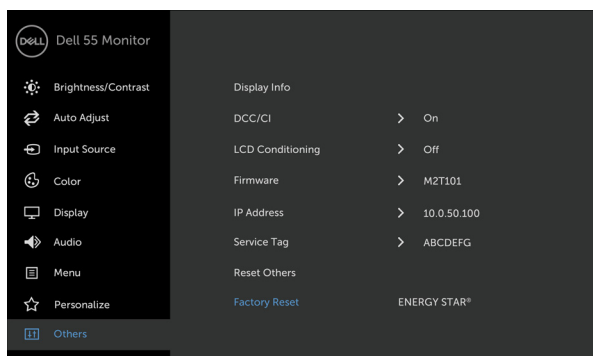 DELL Dell 55 Monitor
Brightness/Contrast
Auto Adjust
Input Source
Color
Display
Audio
Menu
Personalize
Others
Display Info
DCC/CI > On
LCD Conditioning > Off
Firmware > M2T101
IP Address > 10.0.50.100
Service Tag > ABCDEFG
Reset Others
Factory Reset ENERGY STAR®